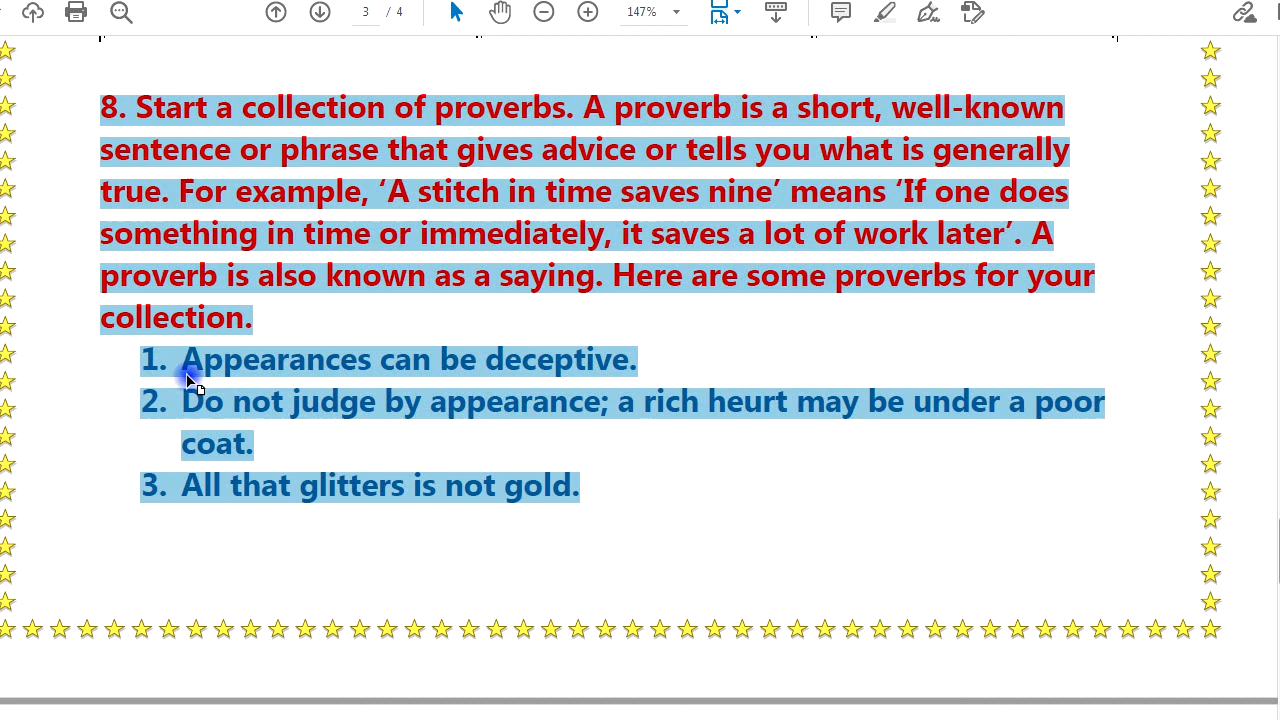 3 / 4
147%
8. Start a collection of proverbs. A proverb is a short, well-known
sentence or phrase that gives advice or tells you what is generally
true. For example, ‘A stitch in time saves nine’ means ‘If one does
something in time or immediately, it saves a lot of work later’. A
proverb is also known as a saying. Here are some proverbs for your
collection.
1. Appearances can be deceptive.
2. Do not judge by appearance; a rich heurt may be under a poor
coat.
3. All that glitters is not gold.